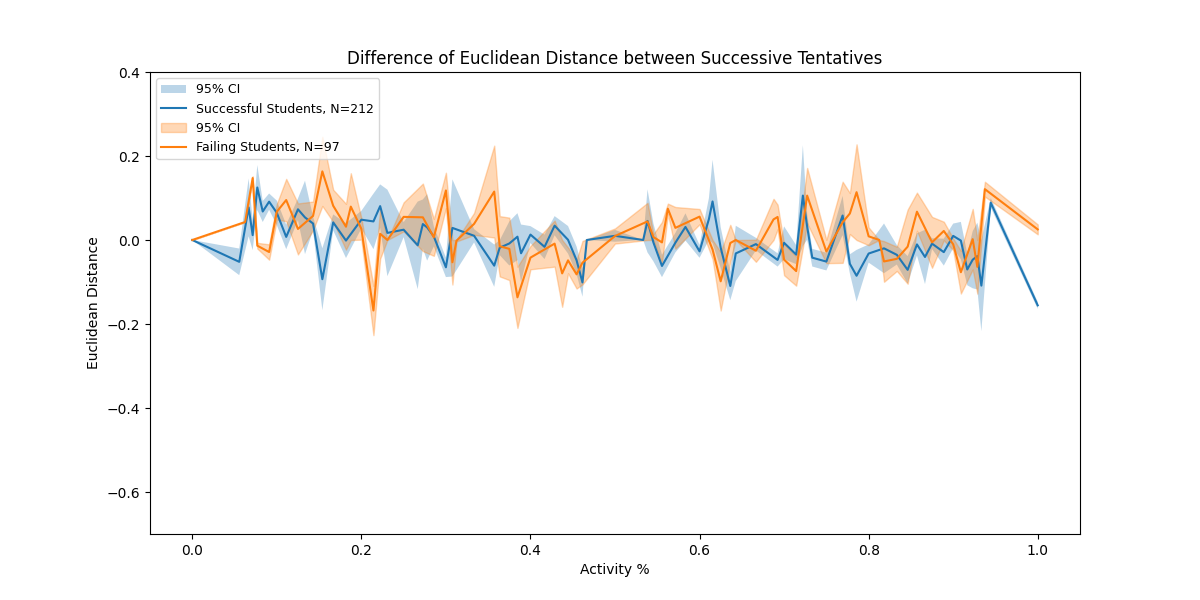 Difference of Euclidean Distance between Successive Tentatives
95% CI
Successful Students, N=212
95% CI
Failing Students, N=97
Euclidean Distance
0.4
0.2
0.0
−0.2
−0.4
−0.6
0.0 0.2 0.4 0.6 0.8 1.0
Activity %